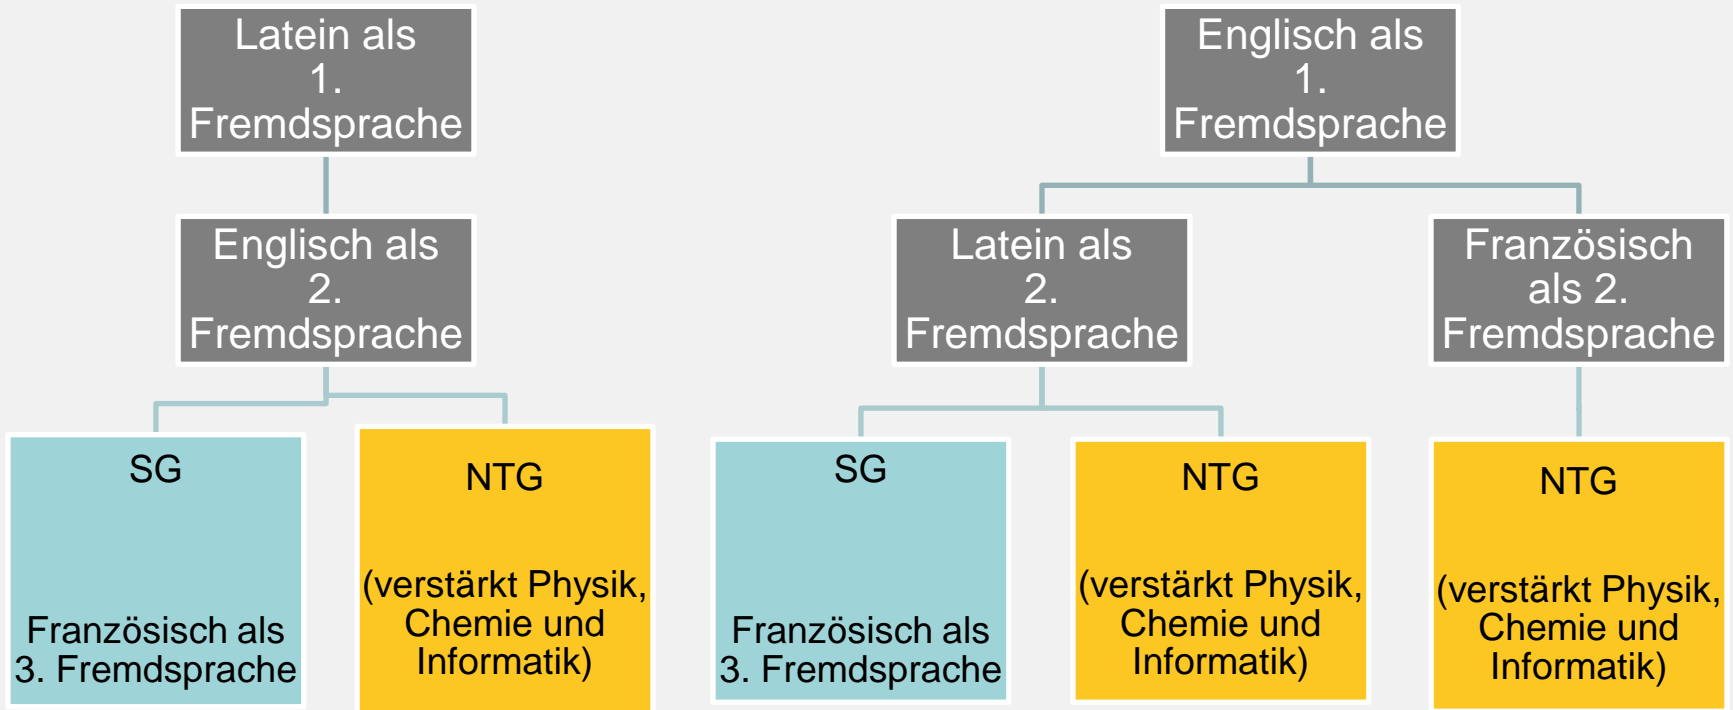 Latein als
1.
Fremdsprache
Englisch als
1.
Fremdsprache
Englisch als
2.
Fremdsprache
Latein als
2.
Fremdsprache
Französisch
als 2.
Fremdsprache
SG
Französisch als
3. Fremdsprache
NTG
(verstärkt Physik,
Chemie und
Informatik)
SG
Französisch als
3. Fremdsprache
NTG
(verstärkt Physik,
Chemie und
Informatik)
NTG
(verstärkt Physik,
Chemie und
Informatik)